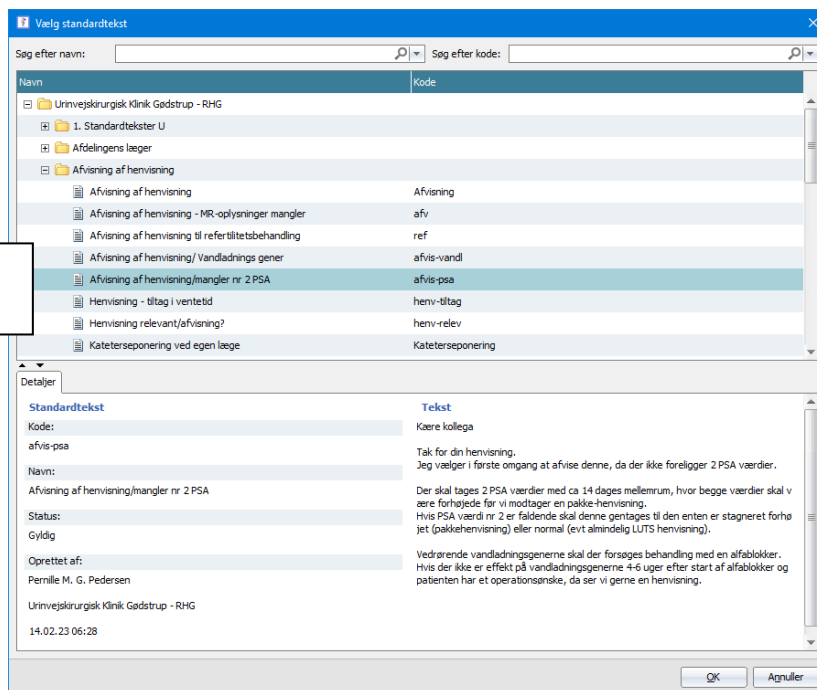 Vælg standardtekst
Søg efter navn:
Søg efter kode:
Navn Kode
Urinvejskirurgisk Klinik Gødstrup - RHG
1. Standardtekster U
Afdelingens læger
Afvisning af henvisning
Afvisning af henvisning Afvisning
Afvisning af henvisning - MR-oplysninger mangler afv
Afvisning af henvisning til refertilitetsbehandling ref
Afvisning af henvisning/ Vandladnings gener afvis-vandl
Afvisning af henvisning/mangler nr 2 PSA afvis-psa
Henvisning - tiltag i ventetid henv-tiltag
Henvisning relevant/afvisning? henv-relev
Kateterseponering ved egen læge Kateterseponering
Detaljer
Standardtekst
Kode:
afvis-psa
Navn:
Afvisning af henvisning/mangler nr 2 PSA
Status:
Gyldig
Oprettet af:
Pernille M. G. Pedersen
Urinvejskirurgisk Klinik Gødstrup - RHG
14.02.23 06:28
Tekst
Kære kollega
Tak for din henvisning.
Jeg vælger i første omgang at afvise denne, da der ikke foreligger 2 PSA værdier.
Der skal tages 2 PSA værdier med ca 14 dages mellemrum, hvor begge værdier skal v
ære forhøjede før vi modtager en pakke-henvisning.
Hvis PSA værdi nr 2 er faldende skal denne gentages til den enten er stagneret forhø
jet (pakkehenvisning) eller normal (evt almindelig LUTS henvisning).
Vedrørende vandladningsgenerne skal der forsøges behandling med en alfablokker.
Hvis der ikke er effekt på vandladningsgenerne 4-6 uger efter start af alfablokker og
patienten har et operationsønske, da ser vi gerne en henvisning.
OK
Annuller